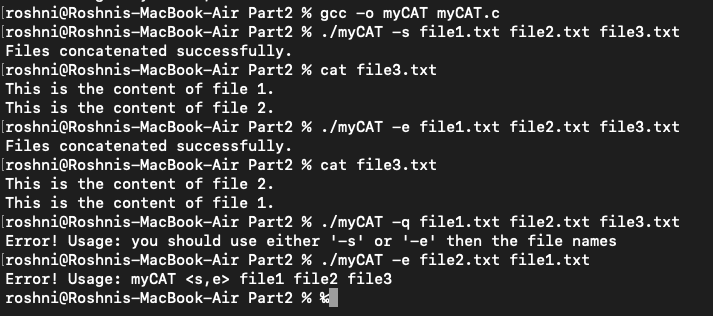 [roshni@Roshnis-MacBook-Air Part2 % gcc -o myCAT myCAT.c
[roshni@Roshnis-MacBook-Air Part2 % ./myCAT -s file1.txt file2.txt file3.txt
Files concatenated successfully.
[roshni@Roshnis-MacBook-Air Part2 % cat file3.txt
This is the content of file 1.
This is the content of file 2.
[roshni@Roshnis-MacBook-Air Part2 % ./myCAT -e file1.txt file2.txt file3.txt
Files concatenated successfully.
[roshni@Roshnis-MacBook-Air Part2 % cat file3.txt
This is the content of file 2.
This is the content of file 1.
[roshni@Roshnis-MacBook-Air Part2 % ./myCAT -q file1.txt file2.txt file3.txt
Error! Usage: you should use either '-s' or '-e' then the file names
[roshni@Roshnis-MacBook-Air Part2 % ./myCAT -e file2.txt file1.txt
Error! Usage: myCAT <s,e> file1 file2 file3
roshni@Roshnis-MacBook-Air Part2 % %